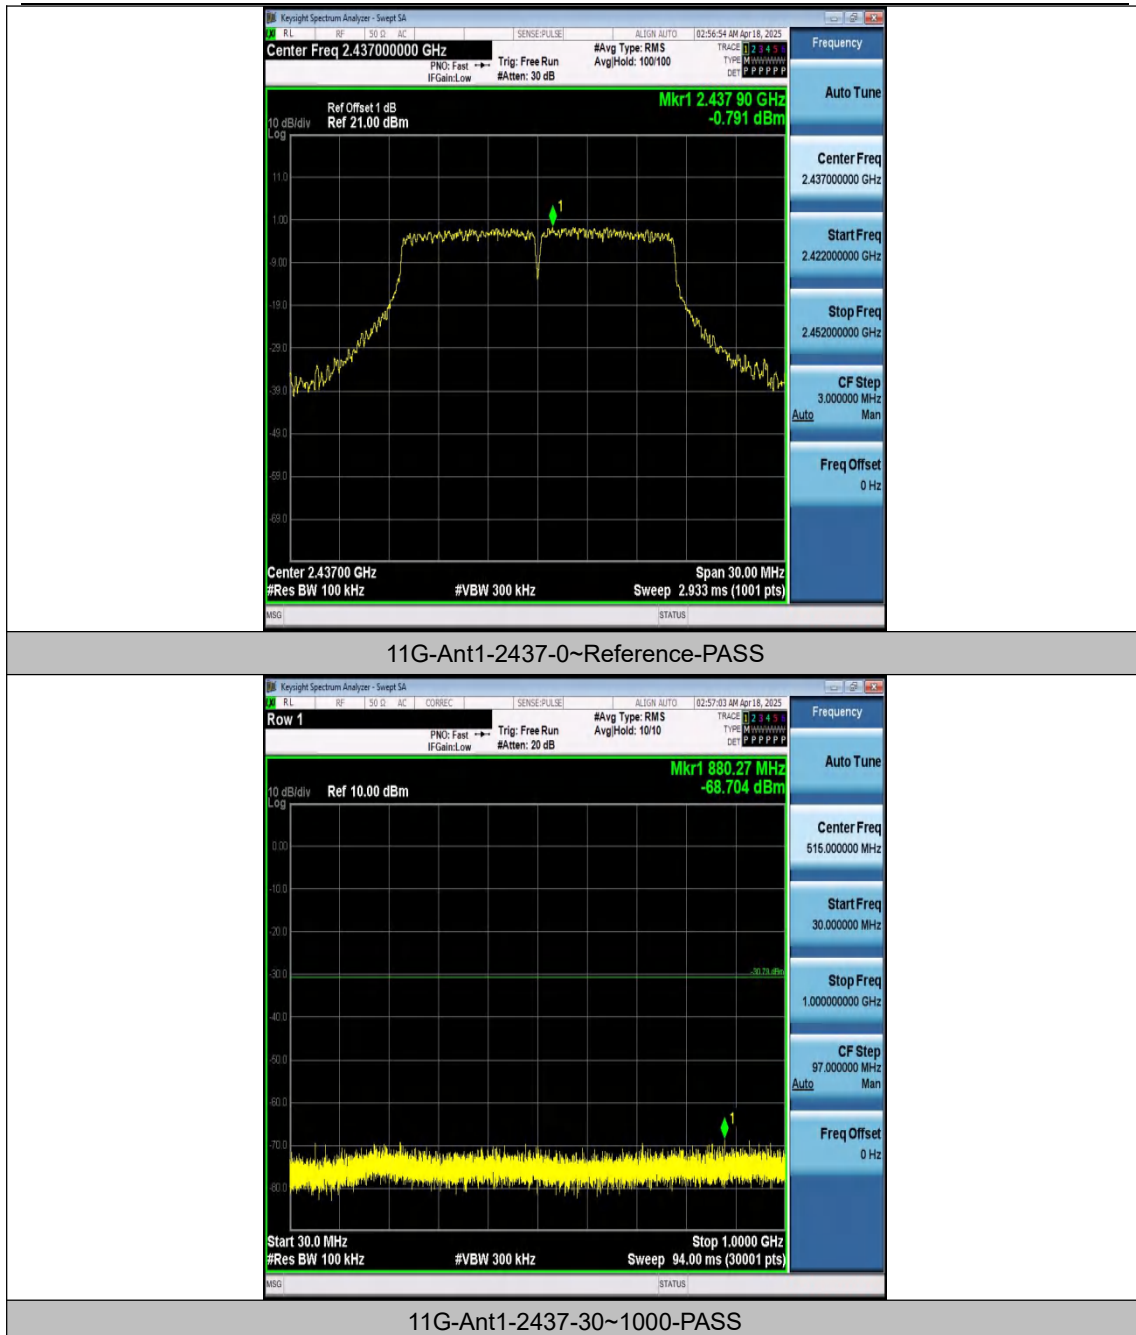 Keysight Spectrum Analyzer - Swept SA
RL RF 50 Ω AC SENSE:PULSE ALIGN AUTO 02:56:54 AM Apr 18, 2025
Center Freq 2.437000000 GHz
PNO: Fast
IFGain:Low
Trig: Free Run
#Atten: 30 dB
#Avg Type: RMS
Avg|Hold: 100/100
TRACE 1 2 3 4 5 6
TYPE M WWWWW
DET P P P P P P
Frequency
Mkr1 2.437 90 GHz
-0.791 dBm
Ref Offset 1 dB
10 dB/div Ref 21.00 dBm
Log
11.0
1.00
-9.00
-19.0
-29.0
-39.0
-49.0
-59.0
-69.0
1
Center 2.43700 GHz
Span 30.00 MHz
#Res BW 100 kHz
#VBW 300 kHz
Sweep 2.933 ms (1001 pts)
Auto Tune
Center Freq
2.437000000 GHz
Start Freq
2.422000000 GHz
Stop Freq
2.452000000 GHz
CF Step
3.000000 MHz
Auto Man
Freq Offset
0 Hz
MSG STATUS
11G-Ant1-2437-0~Reference-PASS
Keysight Spectrum Analyzer - Swept SA
RL RF 50 Ω AC CORREC SENSE:PULSE ALIGN AUTO 02:57:03 AM Apr 18, 2025
Row 1
PNO: Fast
IFGain:Low
Trig: Free Run
#Atten: 20 dB
#Avg Type: RMS
Avg|Hold: 10/10
TRACE 1 2 3 4 5 6
TYPE M WWWWW
DET P P P P P P
Frequency
Mkr1 880.27 MHz
-68.704 dBm
10 dB/div Ref 10.00 dBm
Log
0.00
-10.0
-20.0
-30.0
-40.0
-50.0
-60.0
-70.0
-80.0
-30.79 dBm
1
Start 30.0 MHz
Stop 1.0000 GHz
#Res BW 100 kHz
#VBW 300 kHz
Sweep 94.00 ms (30001 pts)
Auto Tune
Center Freq
515.000000 MHz
Start Freq
30.000000 MHz
Stop Freq
1.000000000 GHz
CF Step
97.000000 MHz
Auto Man
Freq Offset
0 Hz
MSG STATUS
11G-Ant1-2437-30~1000-PASS